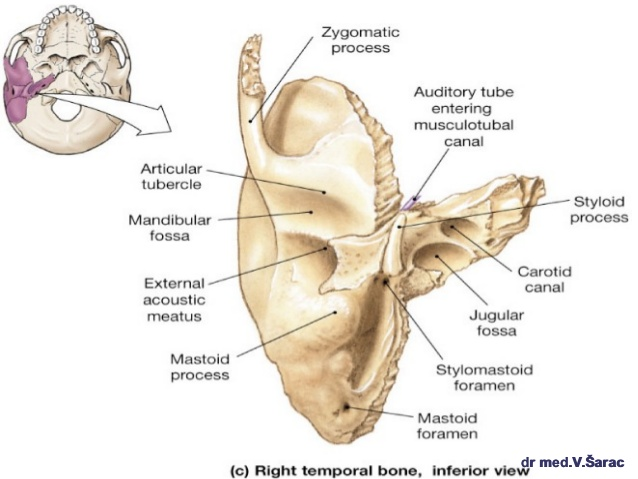 Zygomatic
process
Auditory tube
entering
musculotubal
canal
Articular
tubercle
Styloid
process
Mandibular
fossa
Carotid
canal
External
acoustic
meatus
Jugular
fossa
Mastoid
process
Stylomastoid
foramen
Mastoid
foramen
dr med.V.Šarac
(c) Right temporal bone, inferior view